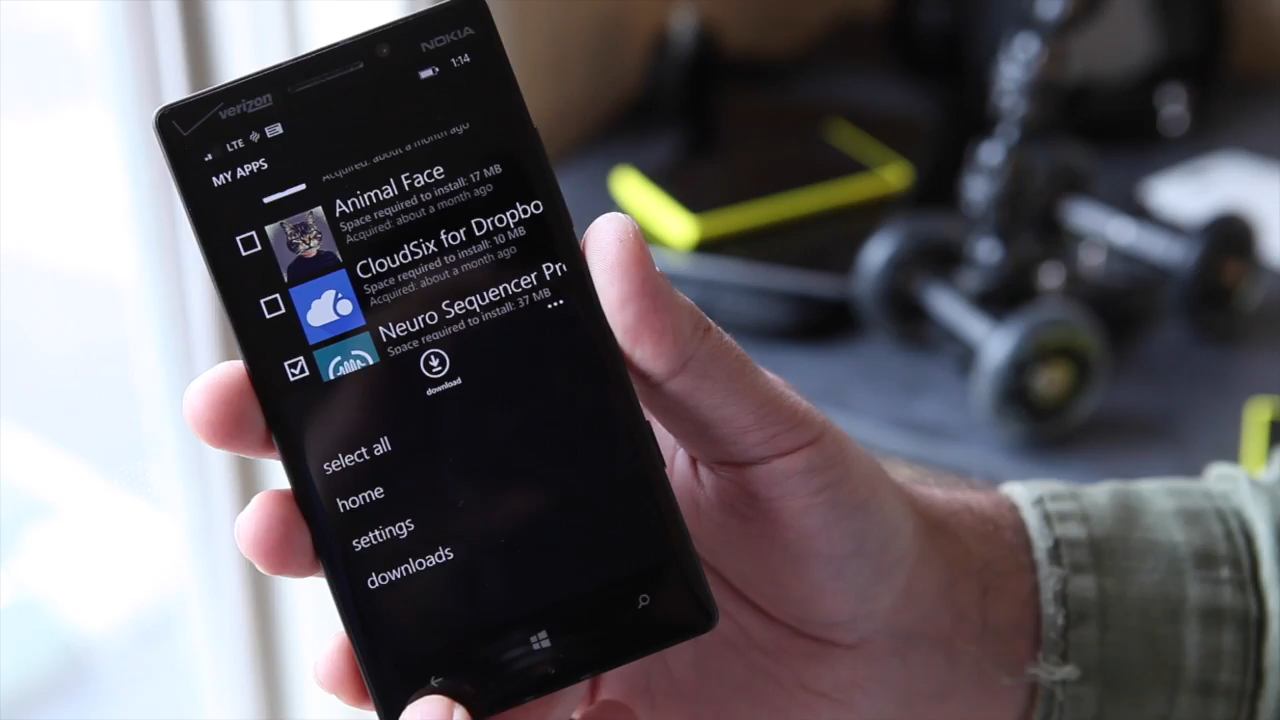 NOKIA
verizon
1:14
LTE
MY APPS
Acquired: about a month ago
Animal Face
Space required to install: 17 MB
Acquired: about a month ago
CloudSix for Dropbo
Space required to install: 10 MB
Acquired: about a month ago
Neuro Sequencer Pr
Space required to install: 37 MB
...
download
select all
home
settings
downloads